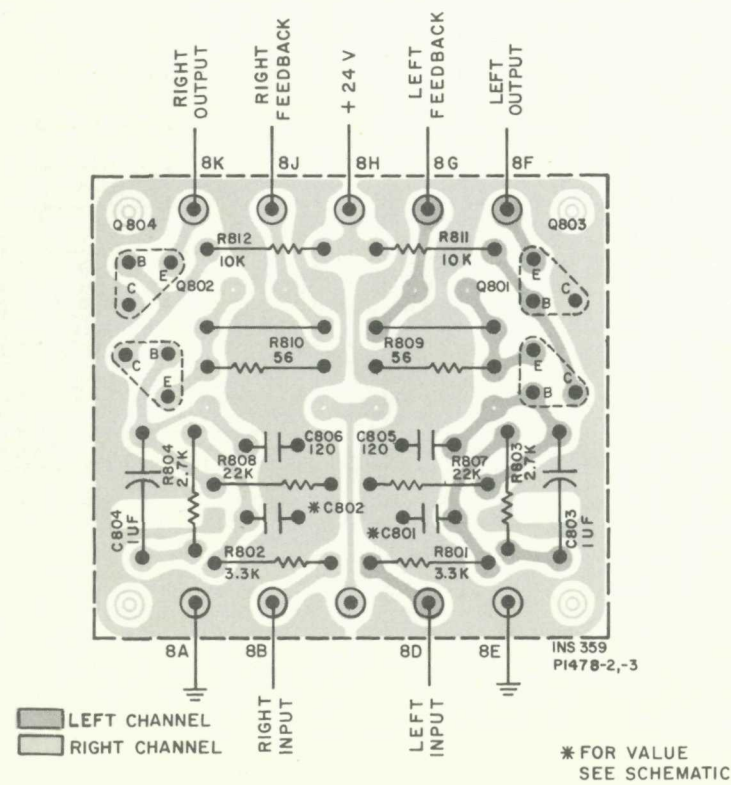 RIGHT OUTPUT
RIGHT FEEDBACK
+24 V
LEFT FEEDBACK
LEFT OUTPUT
8K 8J 8H 8G 8F
Q804 Q803
R812 R811
10K 10K
B E C Q802
Q801 E B C
R810 R809
56 56
C B E
E B C
C806 C805
120 120
R804 2.7K
R808 22K
R807 22K
R803 2.7K
C804 1UF
*C802
*C801
C803 1UF
R802 R801
3.3K 3.3K
8A 8B 8D 8E
INS 359
P1478-2,-3
RIGHT INPUT
LEFT INPUT
LEFT CHANNEL
RIGHT CHANNEL
* FOR VALUE
SEE SCHEMATIC